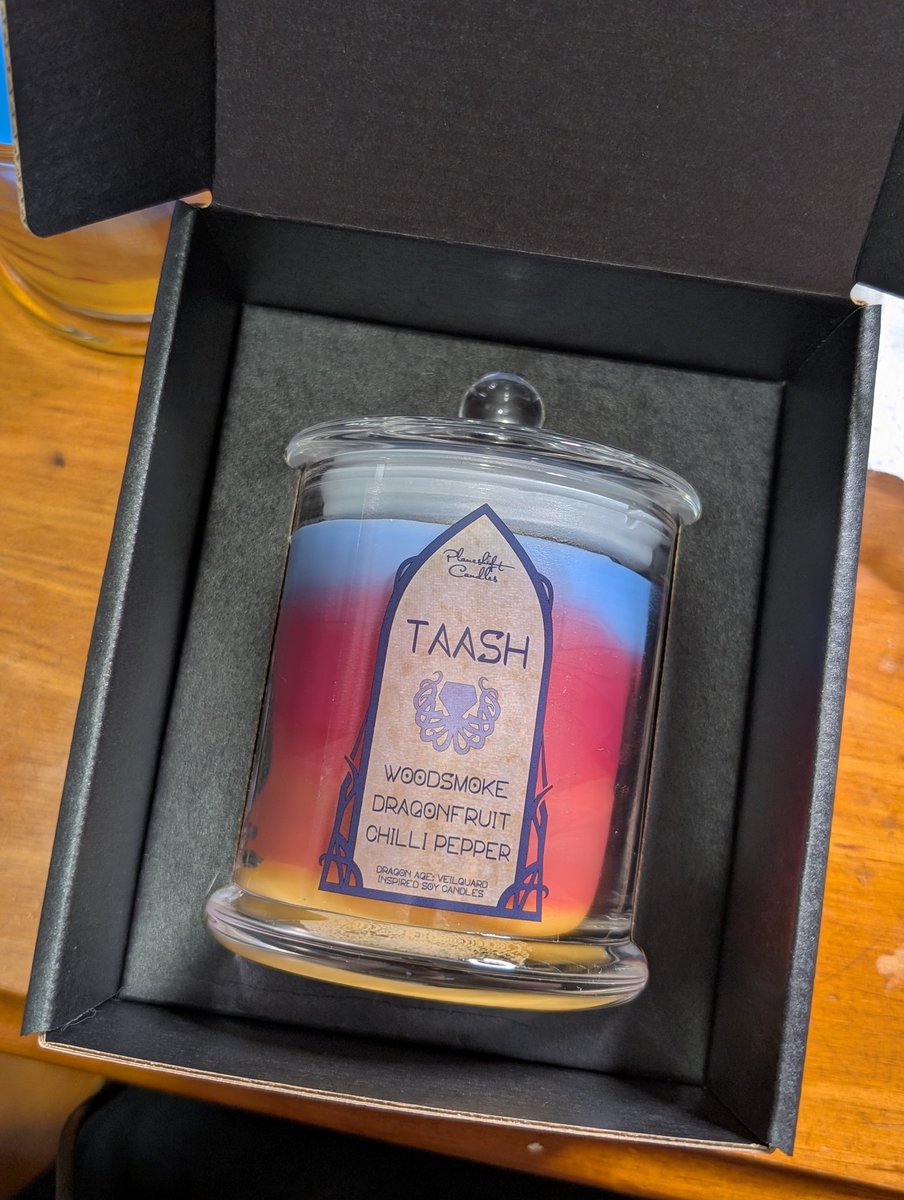 Planeshift
Candles
TAASH
WOODSMOKE
DRAGONFRUIT
CHILLI PEPPER
DRAGON AGE: VEILGUARD
INSPIRED SOY CANDLES